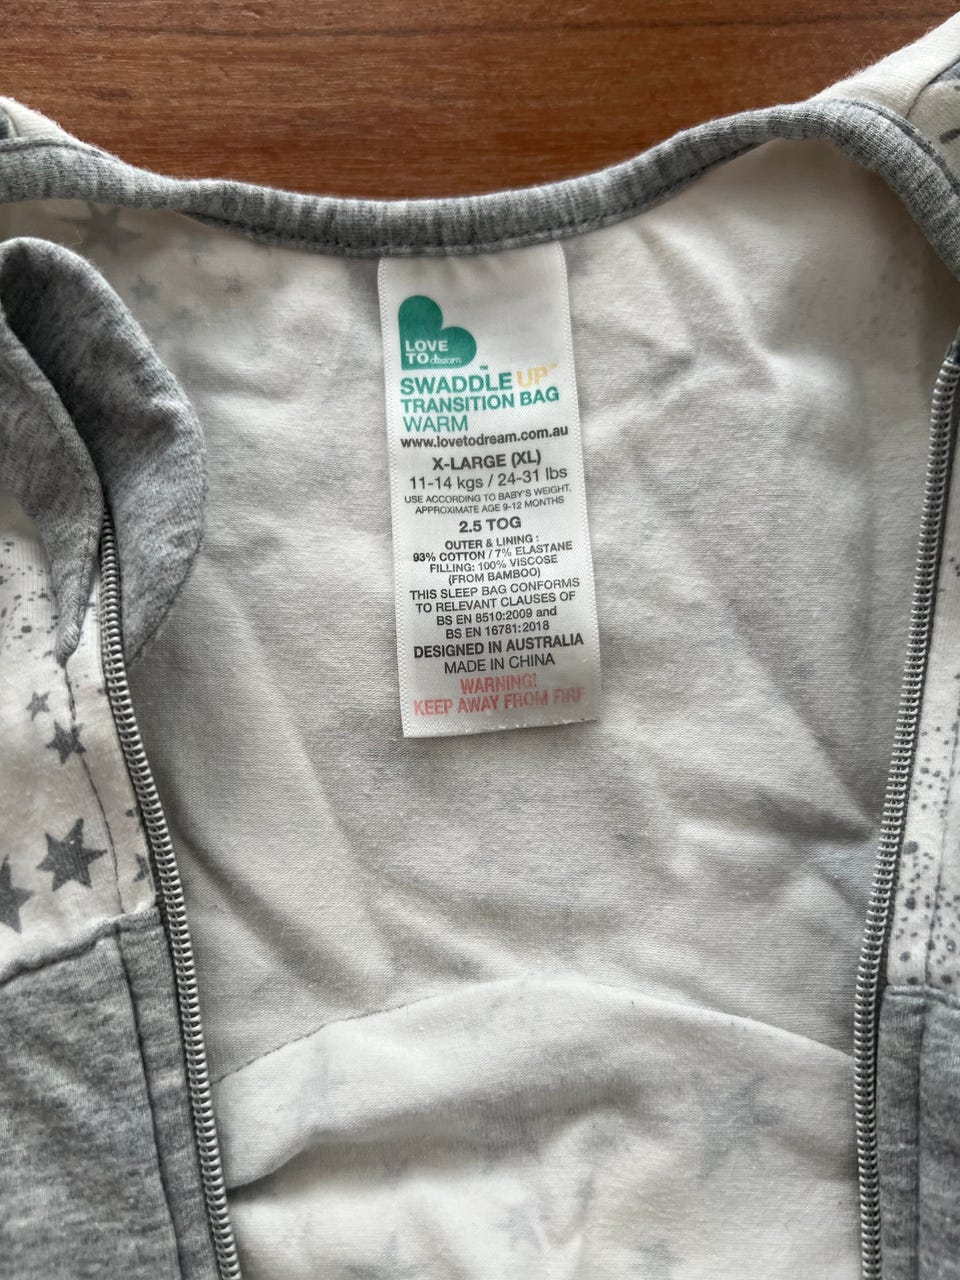 LOVE
TO dream
™
SWADDLE UP™
TRANSITION BAG
WARM
www.lovetodream.com.au
X-LARGE (XL)
11-14 kgs / 24-31 lbs
USE ACCORDING TO BABY'S WEIGHT,
APPROXIMATE AGE 9-12 MONTHS
2.5 TOG
OUTER & LINING :
93% COTTON / 7% ELASTANE
FILLING: 100% VISCOSE
(FROM BAMBOO)
THIS SLEEP BAG CONFORMS
TO RELEVANT CLAUSES OF
BS EN 8510:2009 and
BS EN 16781:2018
DESIGNED IN AUSTRALIA
MADE IN CHINA
WARNING!
KEEP AWAY FROM FIRE